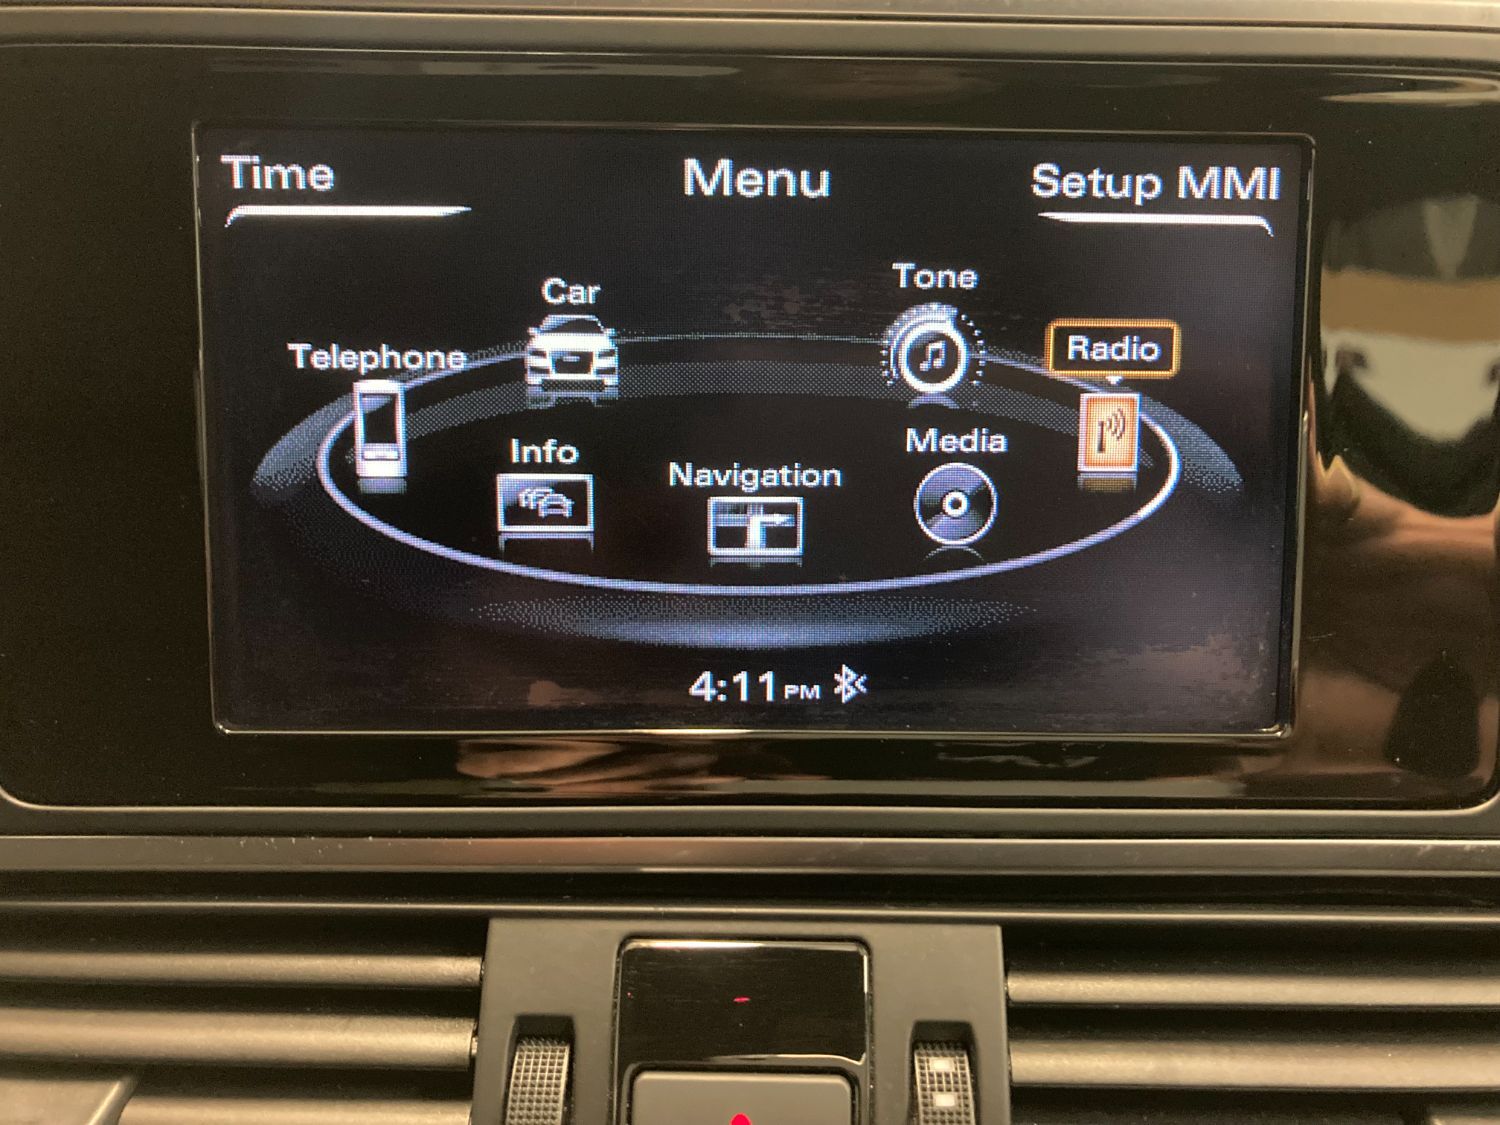 Time
Menu
Setup MMI
Car
Tone
Telephone
Radio
Info
Media
Navigation
4:11 PM